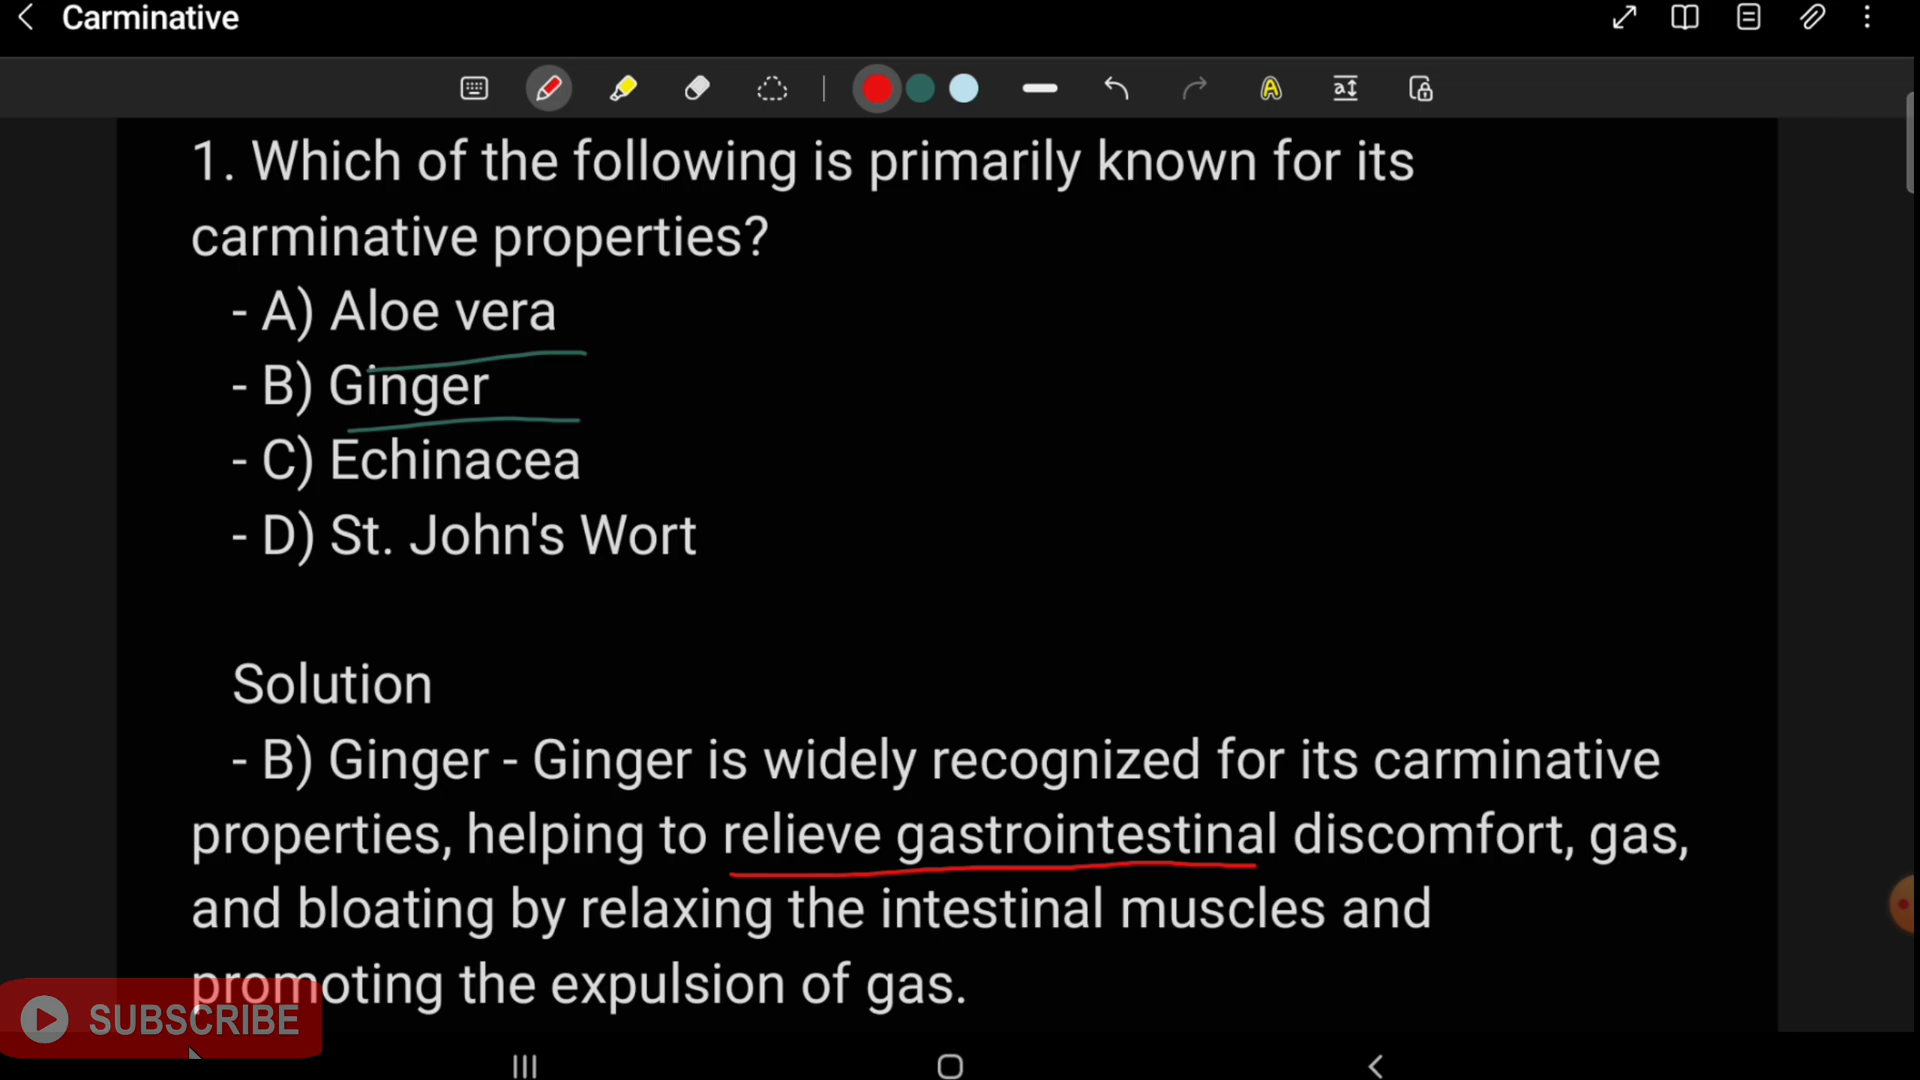 Carminative
1. Which of the following is primarily known for its
carminative properties?
- A) Aloe vera
- B) Ginger
- C) Echinacea
- D) St. John's Wort
Solution
- B) Ginger - Ginger is widely recognized for its carminative
properties, helping to relieve gastrointestinal discomfort, gas,
and bloating by relaxing the intestinal muscles and
promoting the expulsion of gas.
SUBSCRIBE